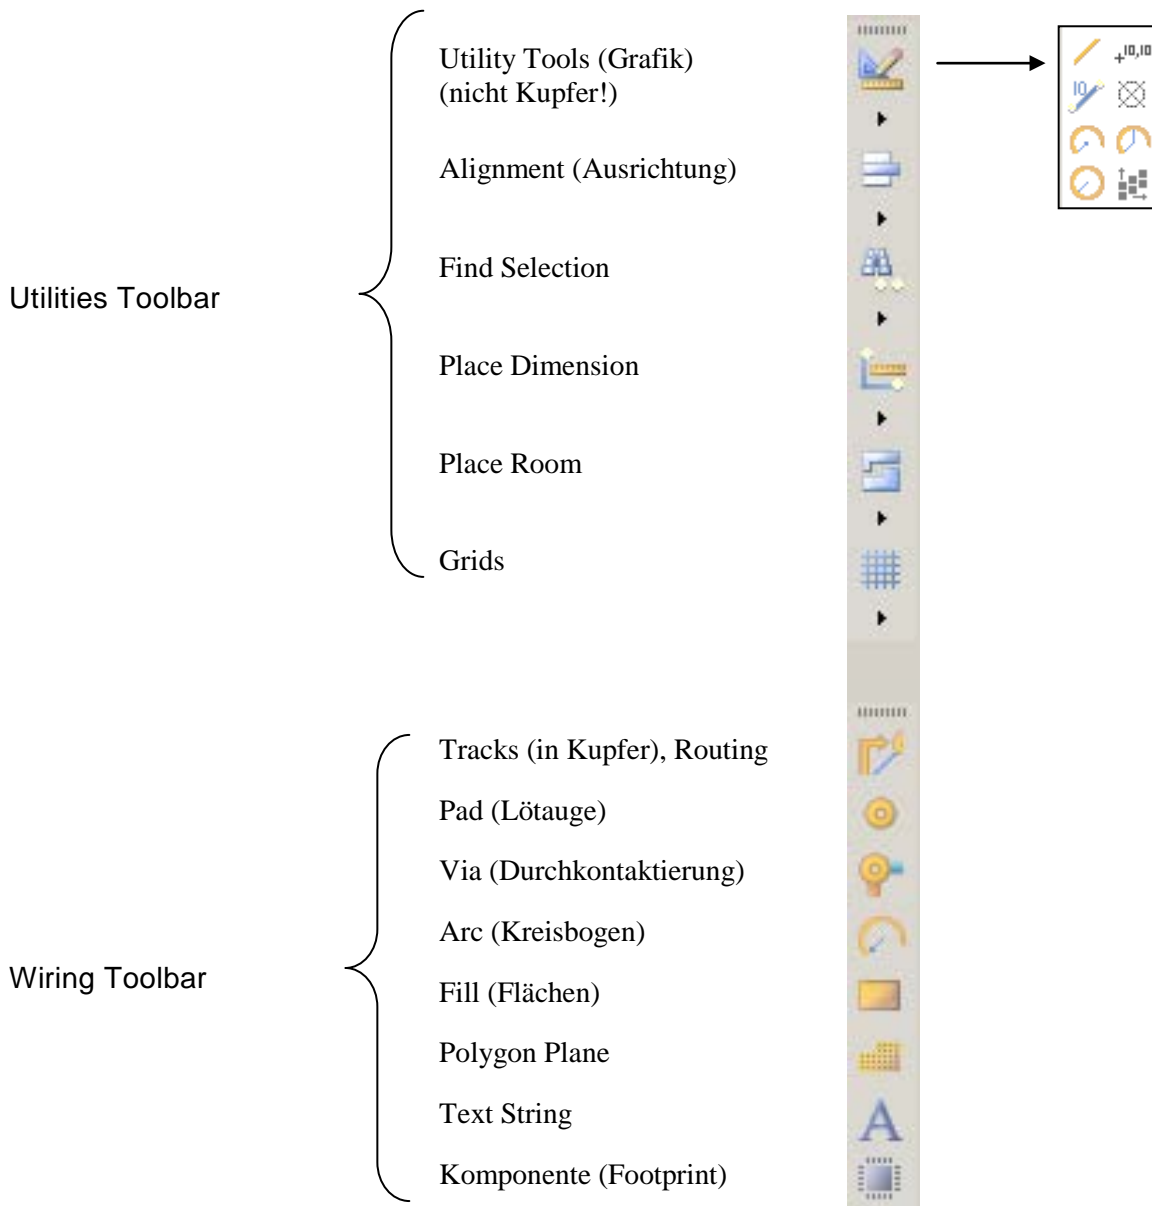 Utility Tools (Grafik)
(nicht Kupfer!)
Alignment (Ausrichtung)
Find Selection
Utilities Toolbar
Place Dimension
Place Room
Grids
Tracks (in Kupfer), Routing
Pad (Lötauge)
Via (Durchkontaktierung)
Arc (Kreisbogen)
Wiring Toolbar
Fill (Flächen)
Polygon Plane
Text String
Komponente (Footprint)
+10,10
10
A